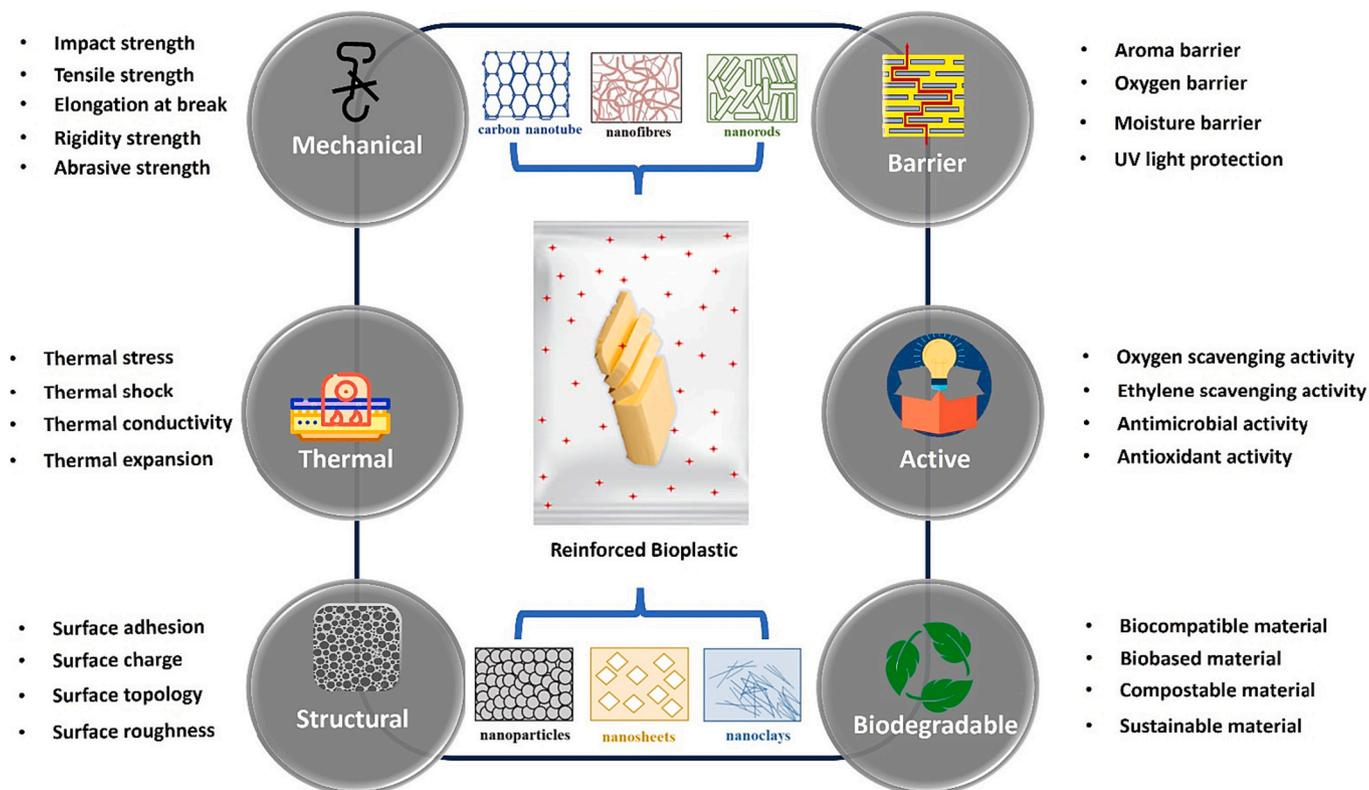 Impact strength
Tensile strength
Elongation at break
Rigidity strength
Abrasive strength
Mechanical
carbon nanotube
nanofibres
nanorods
Barrier
Aroma barrier
Oxygen barrier
Moisture barrier
UV light protection
Thermal stress
Thermal shock
Thermal conductivity
Thermal expansion
Thermal
Reinforced Bioplastic
Active
Oxygen scavenging activity
Ethylene scavenging activity
Antimicrobial activity
Antioxidant activity
Surface adhesion
Surface charge
Surface topology
Surface roughness
Structural
nanoparticles
nanosheets
nanoclays
Biodegradable
Biocompatible material
Biobased material
Compostable material
Sustainable material